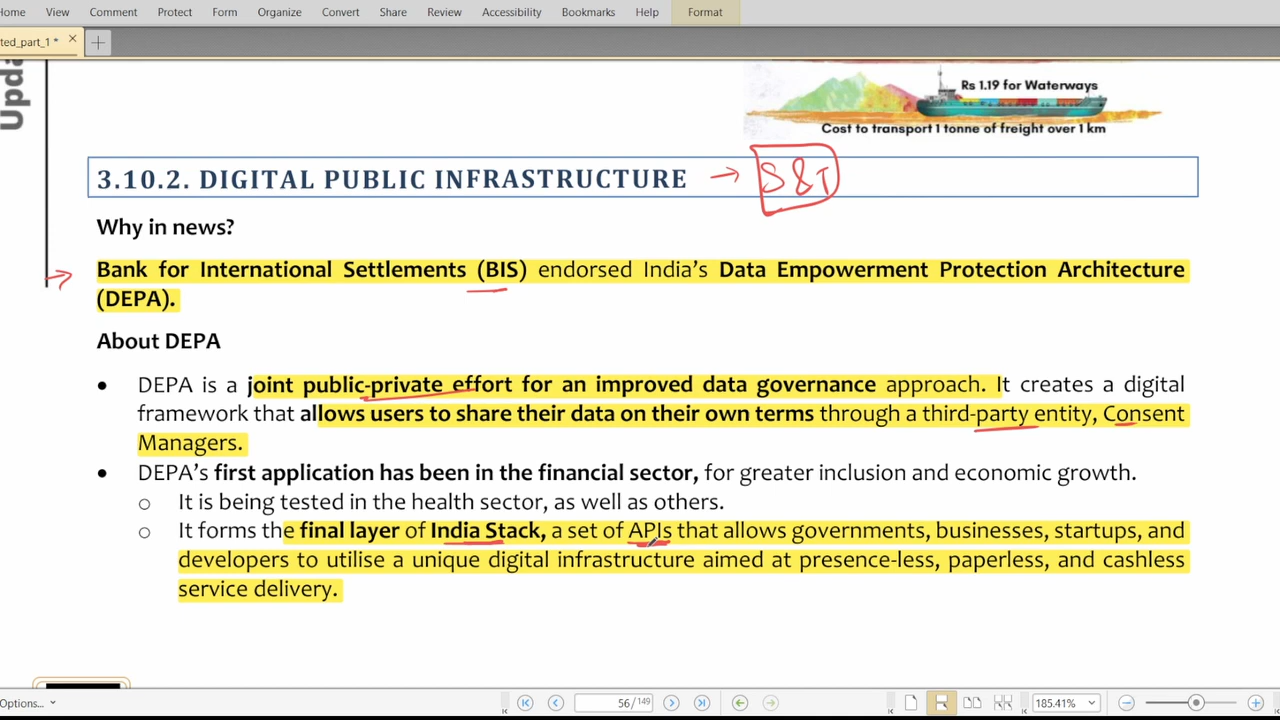 Home View Comment Protect Form Organize Convert Share Review Accessibility Bookmarks Help Format
ted_part_1 *
Upda
Rs 1.19 for Waterways
Cost to transport 1 tonne of freight over 1 km
3.10.2. DIGITAL PUBLIC INFRASTRUCTURE → S&T
Why in news?
Bank for International Settlements (BIS) endorsed India's Data Empowerment Protection Architecture
(DEPA).
About DEPA
• DEPA is a joint public-private effort for an improved data governance approach. It creates a digital
framework that allows users to share their data on their own terms through a third-party entity, Consent
Managers.
• DEPA's first application has been in the financial sector, for greater inclusion and economic growth.
o It is being tested in the health sector, as well as others.
o It forms the final layer of India Stack, a set of APIs that allows governments, businesses, startups, and
developers to utilise a unique digital infrastructure aimed at presence-less, paperless, and cashless
service delivery.
Options... 56 / 149 185.41%